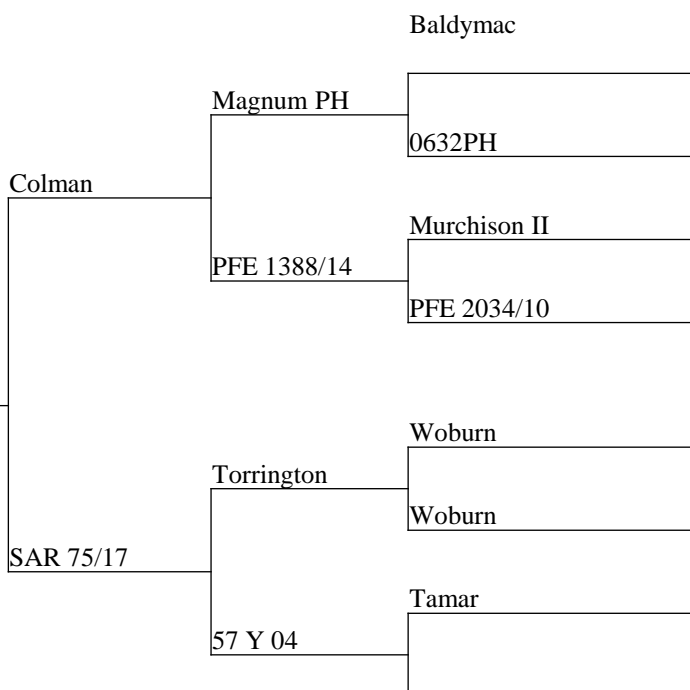 Baldymac
Magnum PH
0632PH
Colman
Murchison II
PFE 1388/14
PFE 2034/10
Woburn
Torrington
Woburn
SAR 75/17
Tamar
57 Y 04